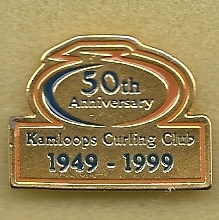 50th
Anniversary
Kamloops Curling Club
1949 - 1999